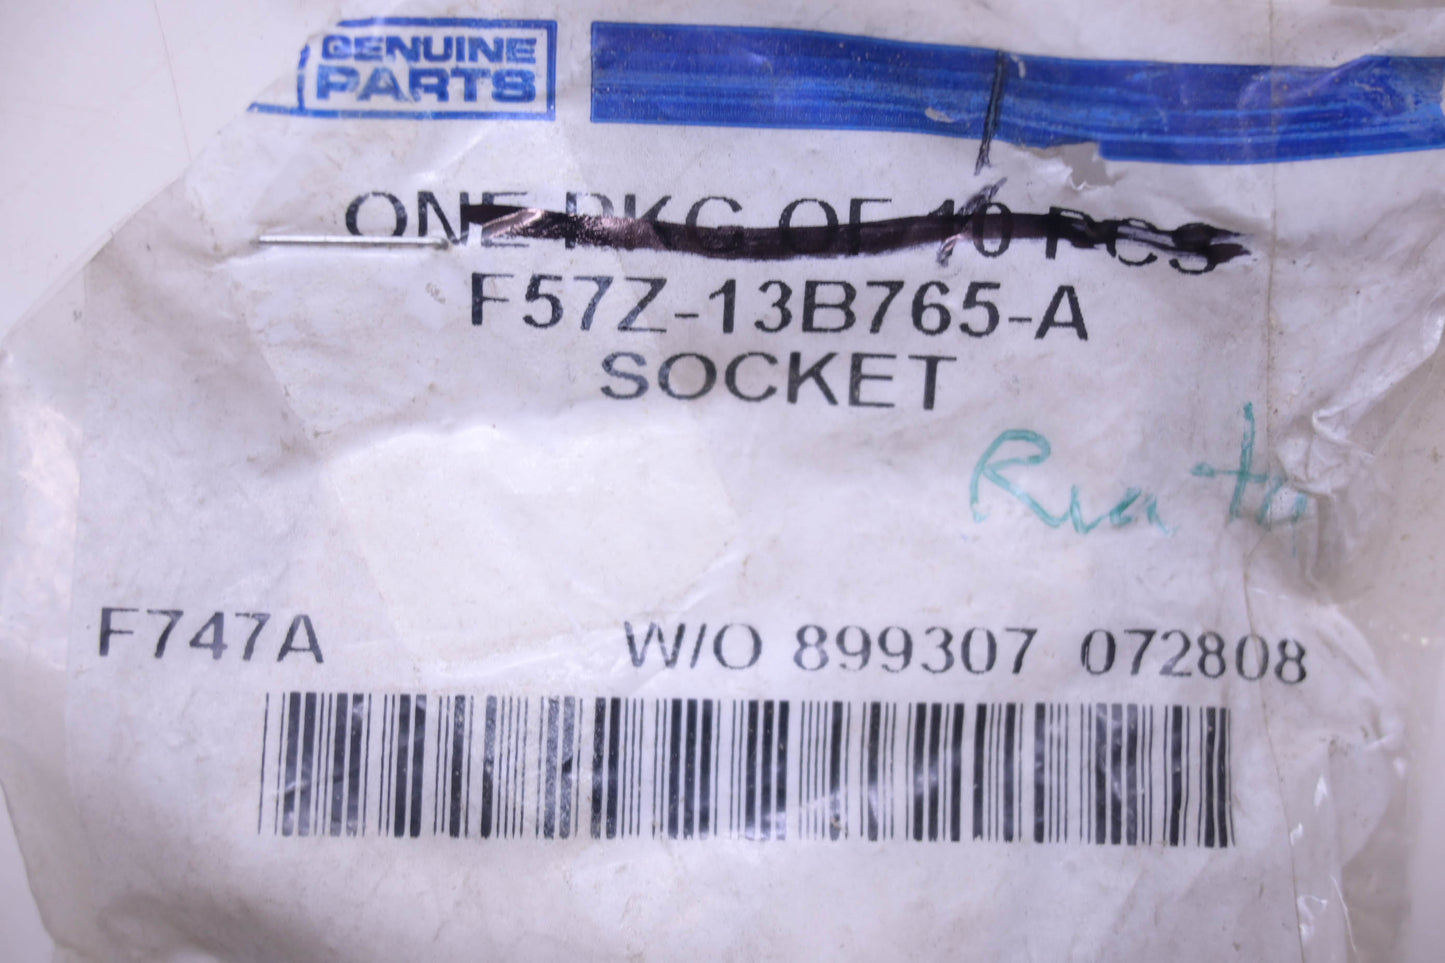 GENUINE
PARTS
ONE PKG OF 10 PCS
F57Z-13B765-A
SOCKET
F747A
W/O 899307 072808